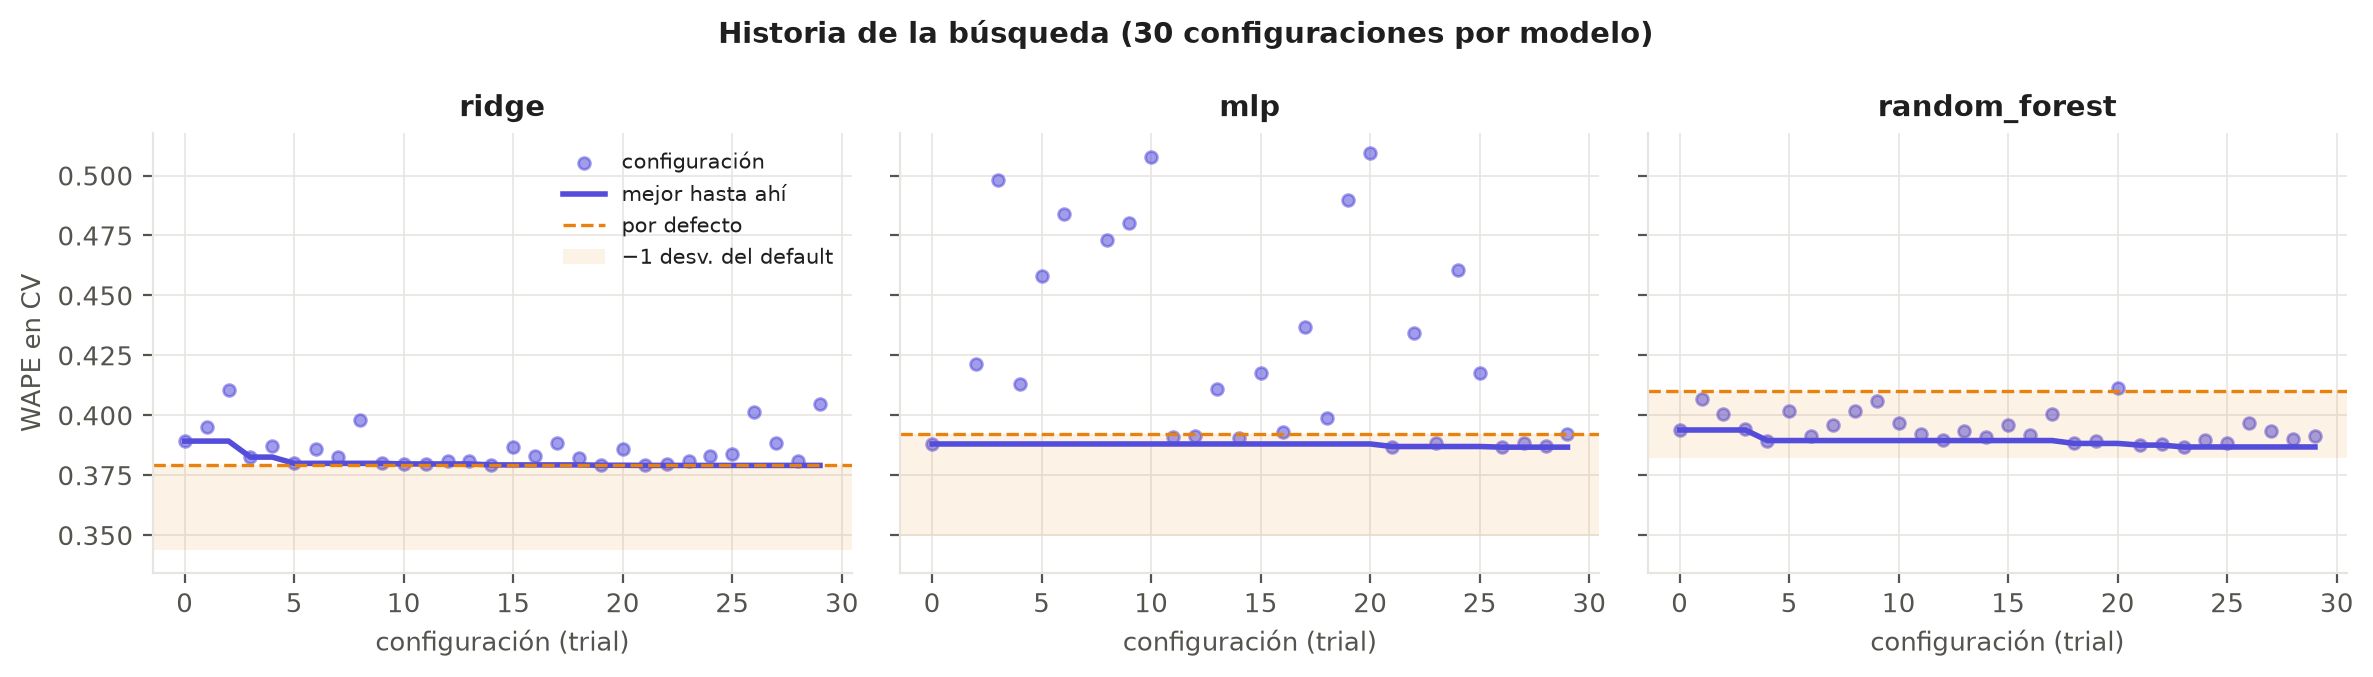 Historia de la búsqueda (30 configuraciones por modelo)
ridge
mlp
random_forest
configuración
mejor hasta ahí
por defecto
−1 desv. del default
WAPE en CV
0.500
0.475
0.450
0.425
0.400
0.375
0.350
0 5 10 15 20 25 30
0 5 10 15 20 25 30
0 5 10 15 20 25 30
configuración (trial)
configuración (trial)
configuración (trial)